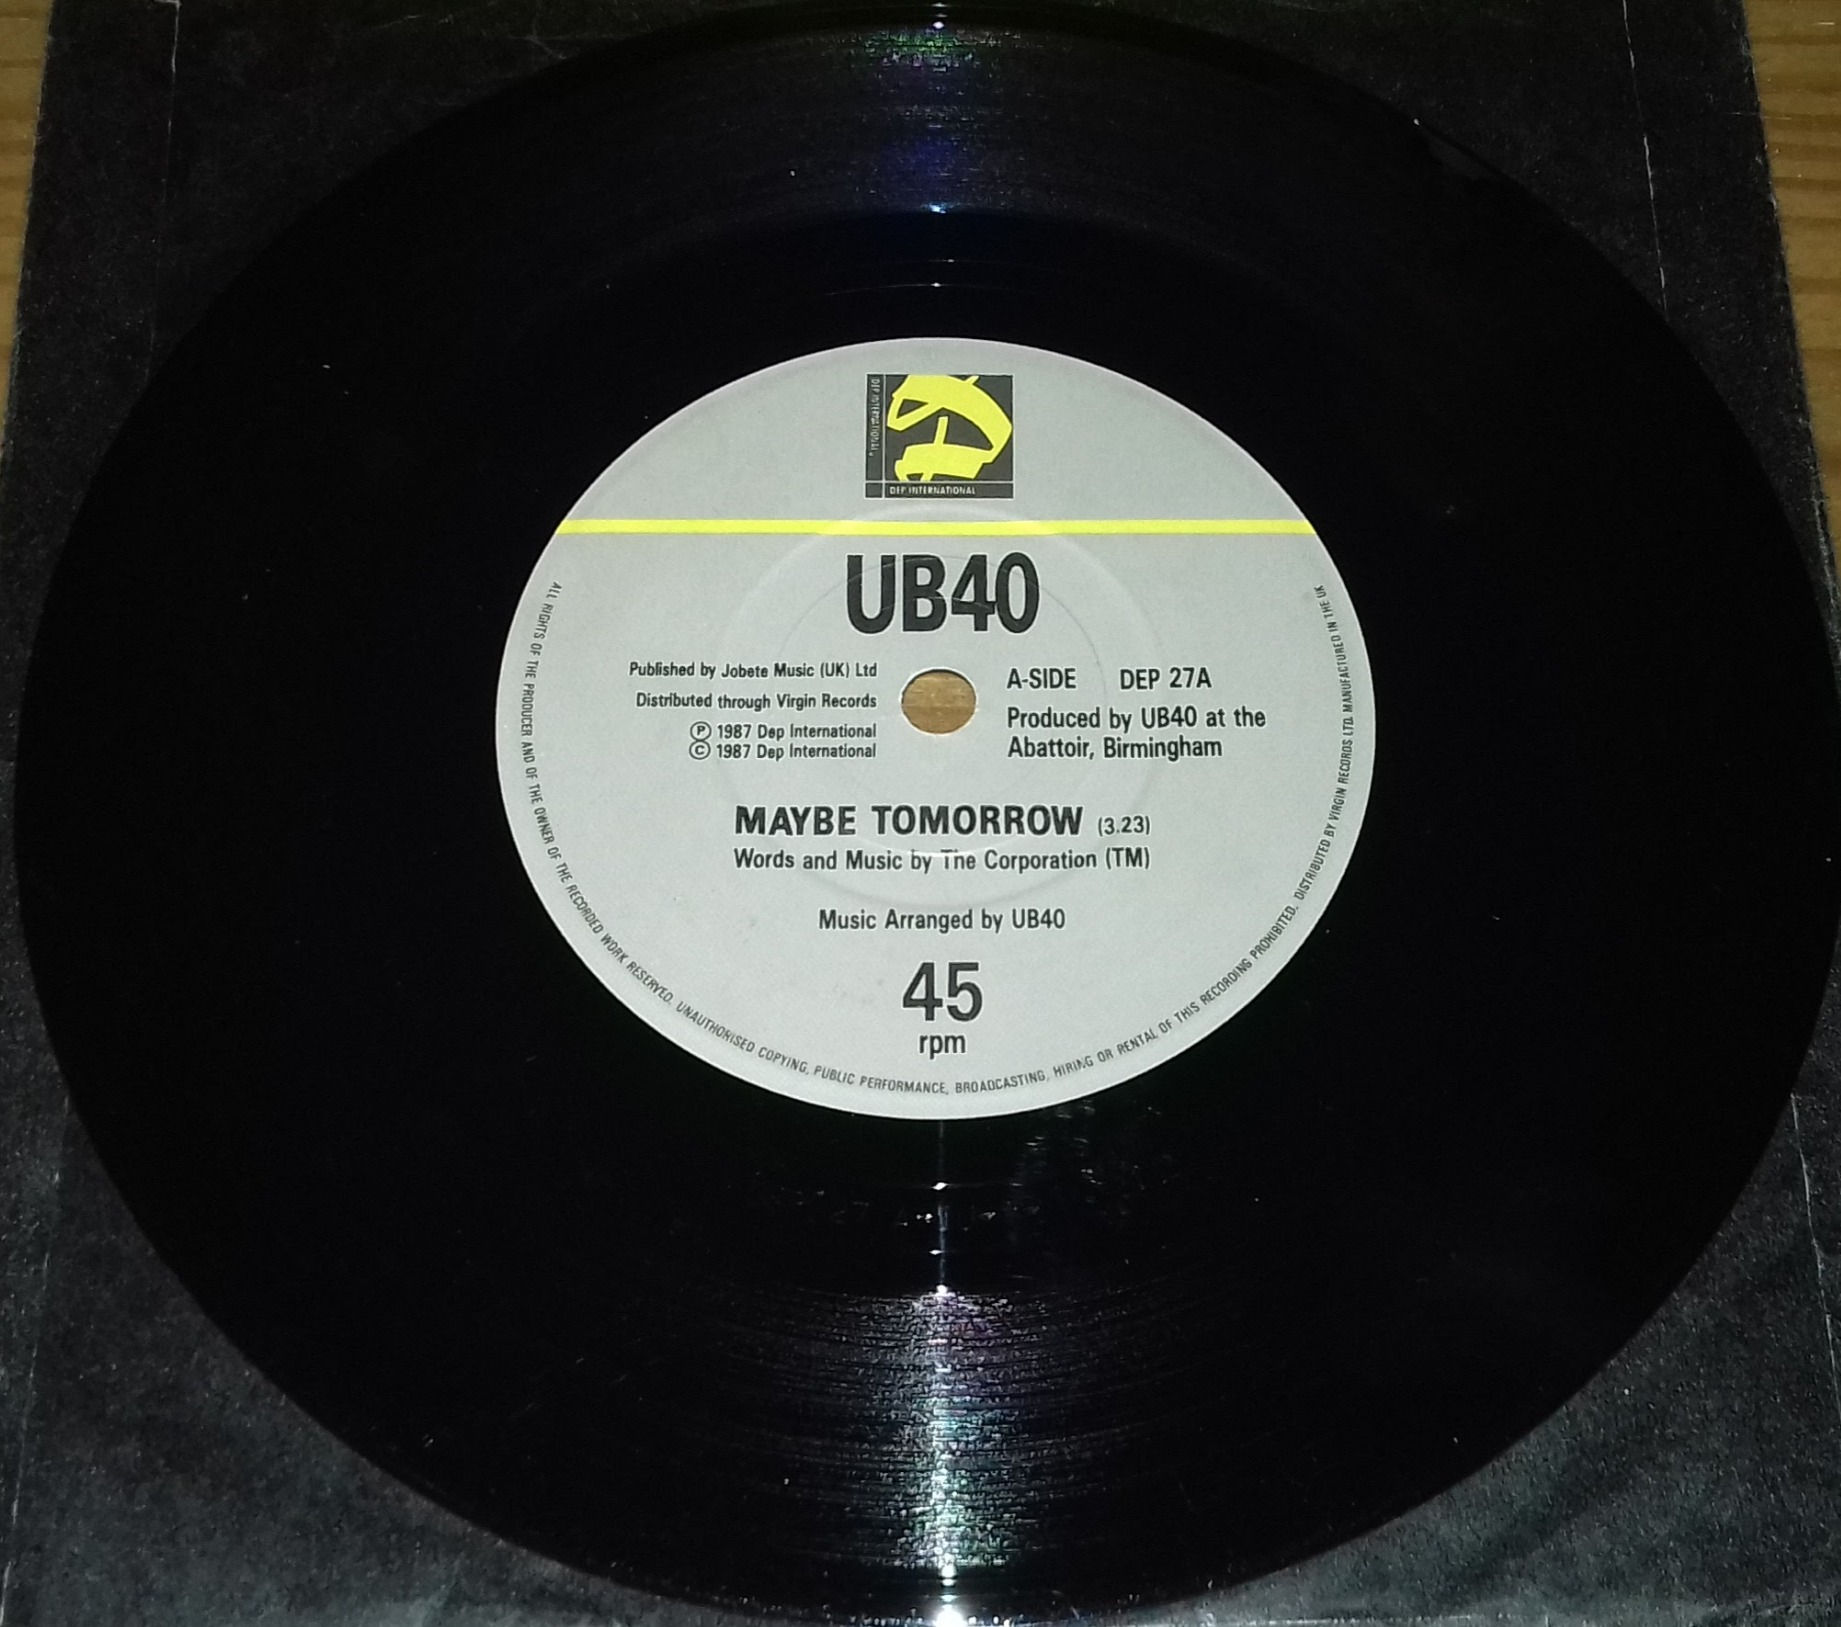 DEP INTERNATIONAL
DEP INTERNATIONAL
UB40
Published by Jobete Music (UK) Ltd
Distributed through Virgin Records
Ⓟ 1987 Dep International
© 1987 Dep International
A-SIDE DEP 27A
Produced by UB40 at the
Abattoir, Birmingham
MAYBE TOMORROW (3.23)
Words and Music by The Corporation (TM)
Music Arranged by UB40
45
rpm
ALL RIGHTS OF THE PRODUCER AND OF THE OWNER OF THE RECORDED WORK RESERVED. UNAUTHORISED COPYING, PUBLIC PERFORMANCE, BROADCASTING, HIRING OR RENTAL OF THIS RECORDING PROHIBITED. DISTRIBUTED BY VIRGIN RECORDS LTD. MANUFACTURED IN THE UK